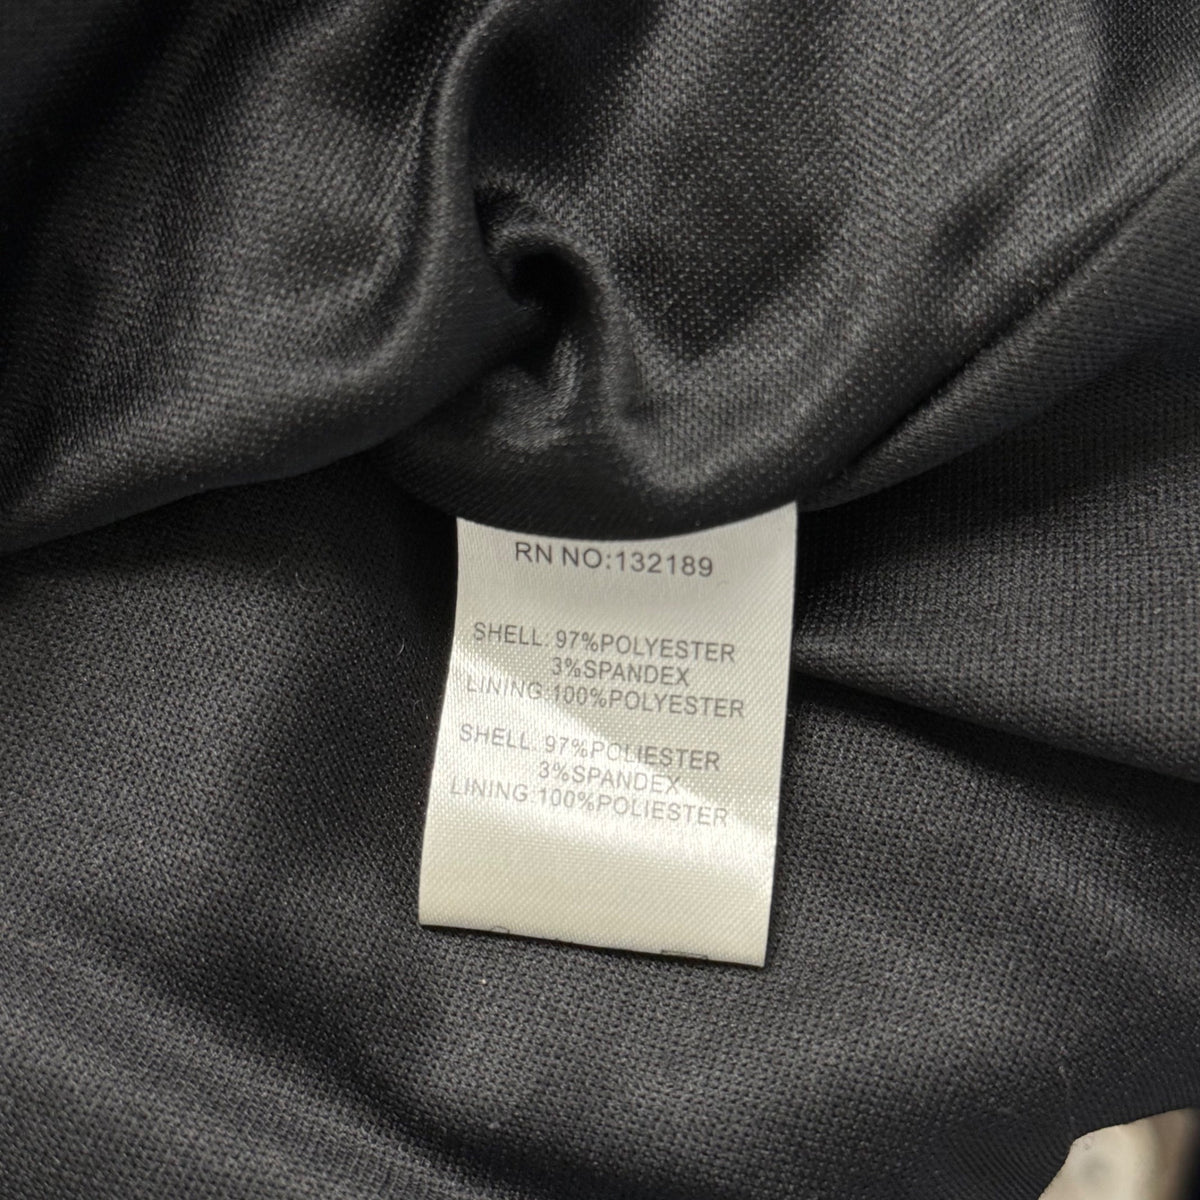 RN NO:132189
SHELL: 97%POLYESTER
3%SPANDEX
LINING:100%POLYESTER
SHELL: 97%POLIESTER
3%SPANDEX
LINING:100%POLIESTER